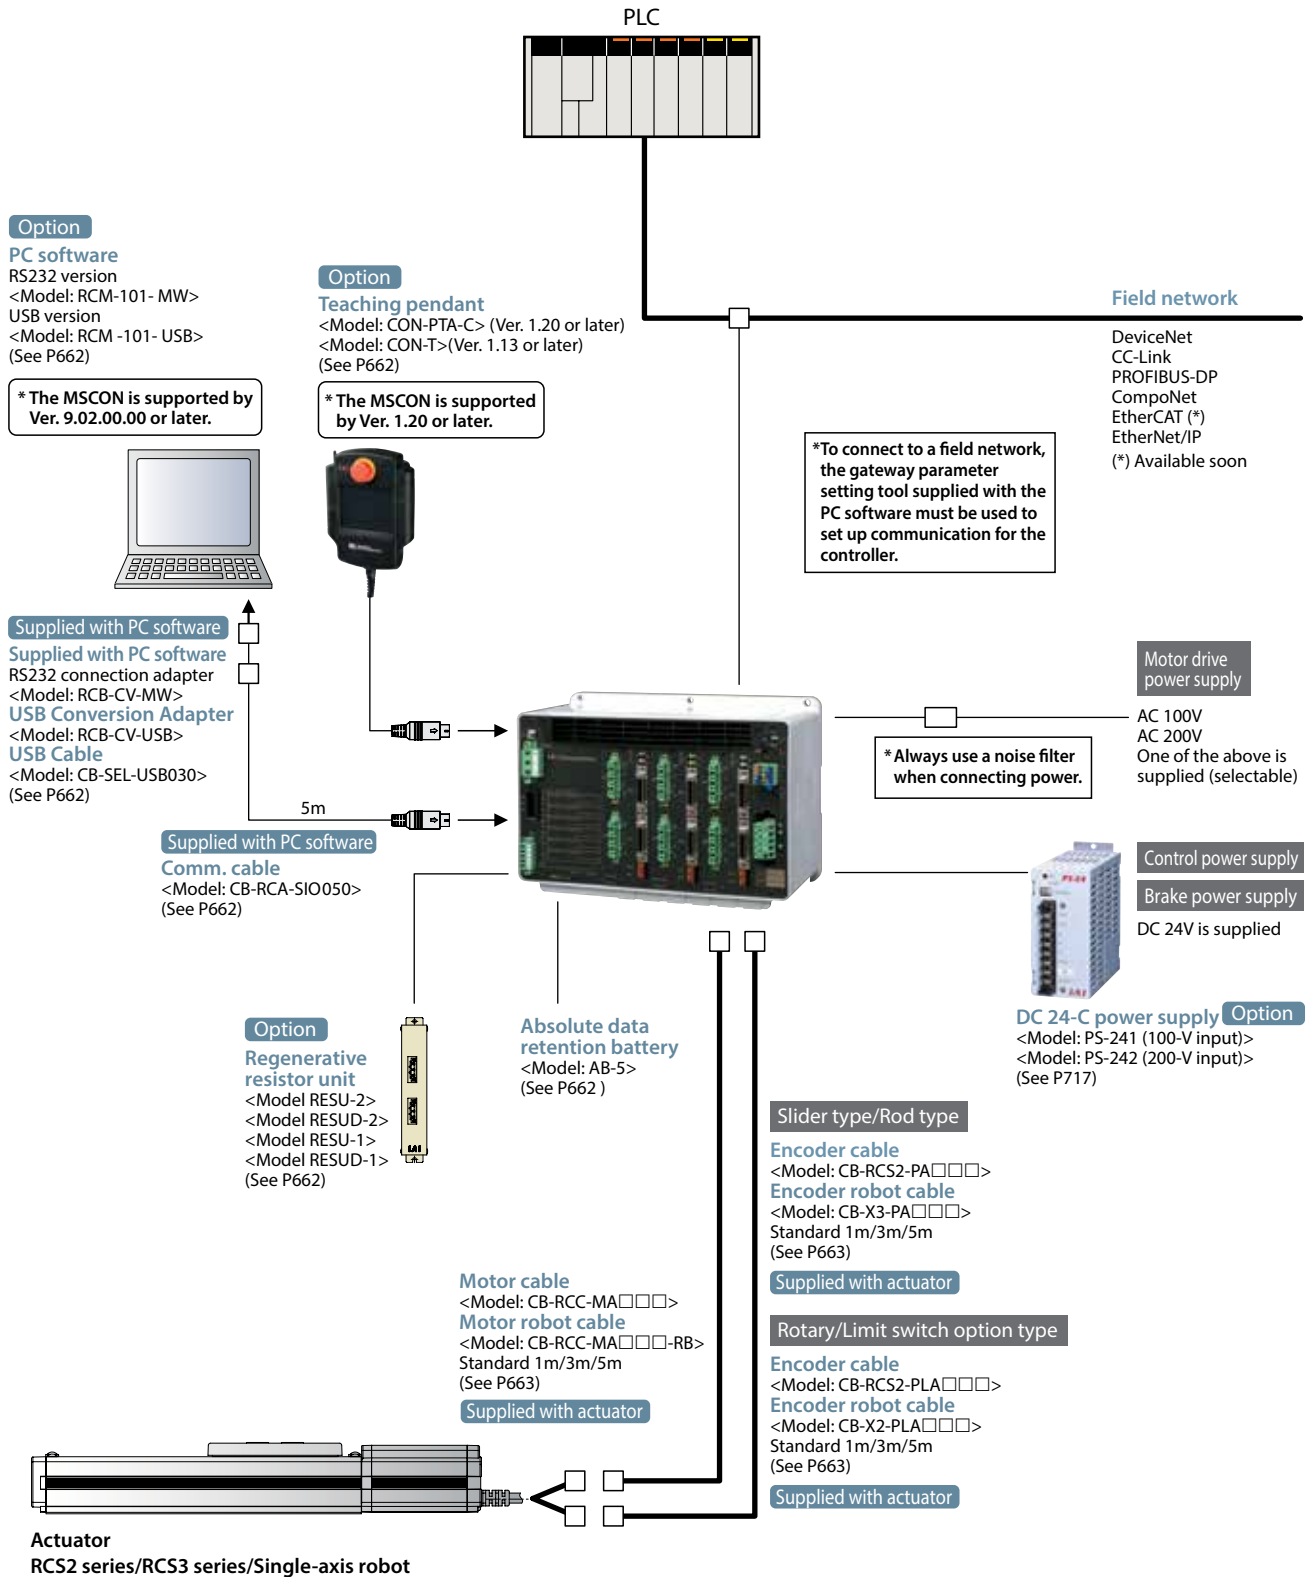 PLC
Option
PC software
RS232 version
<Model: RCM-101- MW>
USB version
<Model: RCM -101- USB>
(See P662)
* The MSCON is supported by
Ver. 9.02.00.00 or later.
Option
Teaching pendant
<Model: CON-PTA-C> (Ver. 1.20 or later)
<Model: CON-T>(Ver. 1.13 or later)
(See P662)
* The MSCON is supported
by Ver. 1.20 or later.
Field network
DeviceNet
CC-Link
PROFIBUS-DP
CompoNet
EtherCAT (*)
EtherNet/IP
(*) Available soon
*To connect to a field network,
the gateway parameter
setting tool supplied with the
PC software must be used to
set up communication for the
controller.
Supplied with PC software
Supplied with PC software
RS232 connection adapter
<Model: RCB-CV-MW>
USB Conversion Adapter
<Model: RCB-CV-USB>
USB Cable
<Model: CB-SEL-USB030>
(See P662)
5m
Supplied with PC software
Comm. cable
<Model: CB-RCA-SIO050>
(See P662)
Motor drive
power supply
AC 100V
AC 200V
One of the above is
supplied (selectable)
* Always use a noise filter
when connecting power.
Control power supply
Brake power supply
DC 24V is supplied
PS-24
IAI
DC 24-C power supply Option
<Model: PS-241 (100-V input)>
<Model: PS-242 (200-V input)>
(See P717)
Option
Regenerative
resistor unit
<Model RESU-2>
<Model RESUD-2>
<Model RESU-1>
<Model RESUD-1>
(See P662)
IAI
Absolute data
retention battery
<Model: AB-5>
(See P662 )
Slider type/Rod type
Encoder cable
<Model: CB-RCS2-PA□□□>
Encoder robot cable
<Model: CB-X3-PA□□□>
Standard 1m/3m/5m
(See P663)
Supplied with actuator
Motor cable
<Model: CB-RCC-MA□□□>
Motor robot cable
<Model: CB-RCC-MA□□□-RB>
Standard 1m/3m/5m
(See P663)
Supplied with actuator
Rotary/Limit switch option type
Encoder cable
<Model: CB-RCS2-PLA□□□>
Encoder robot cable
<Model: CB-X2-PLA□□□>
Standard 1m/3m/5m
(See P663)
Supplied with actuator
Actuator
RCS2 series/RCS3 series/Single-axis robot